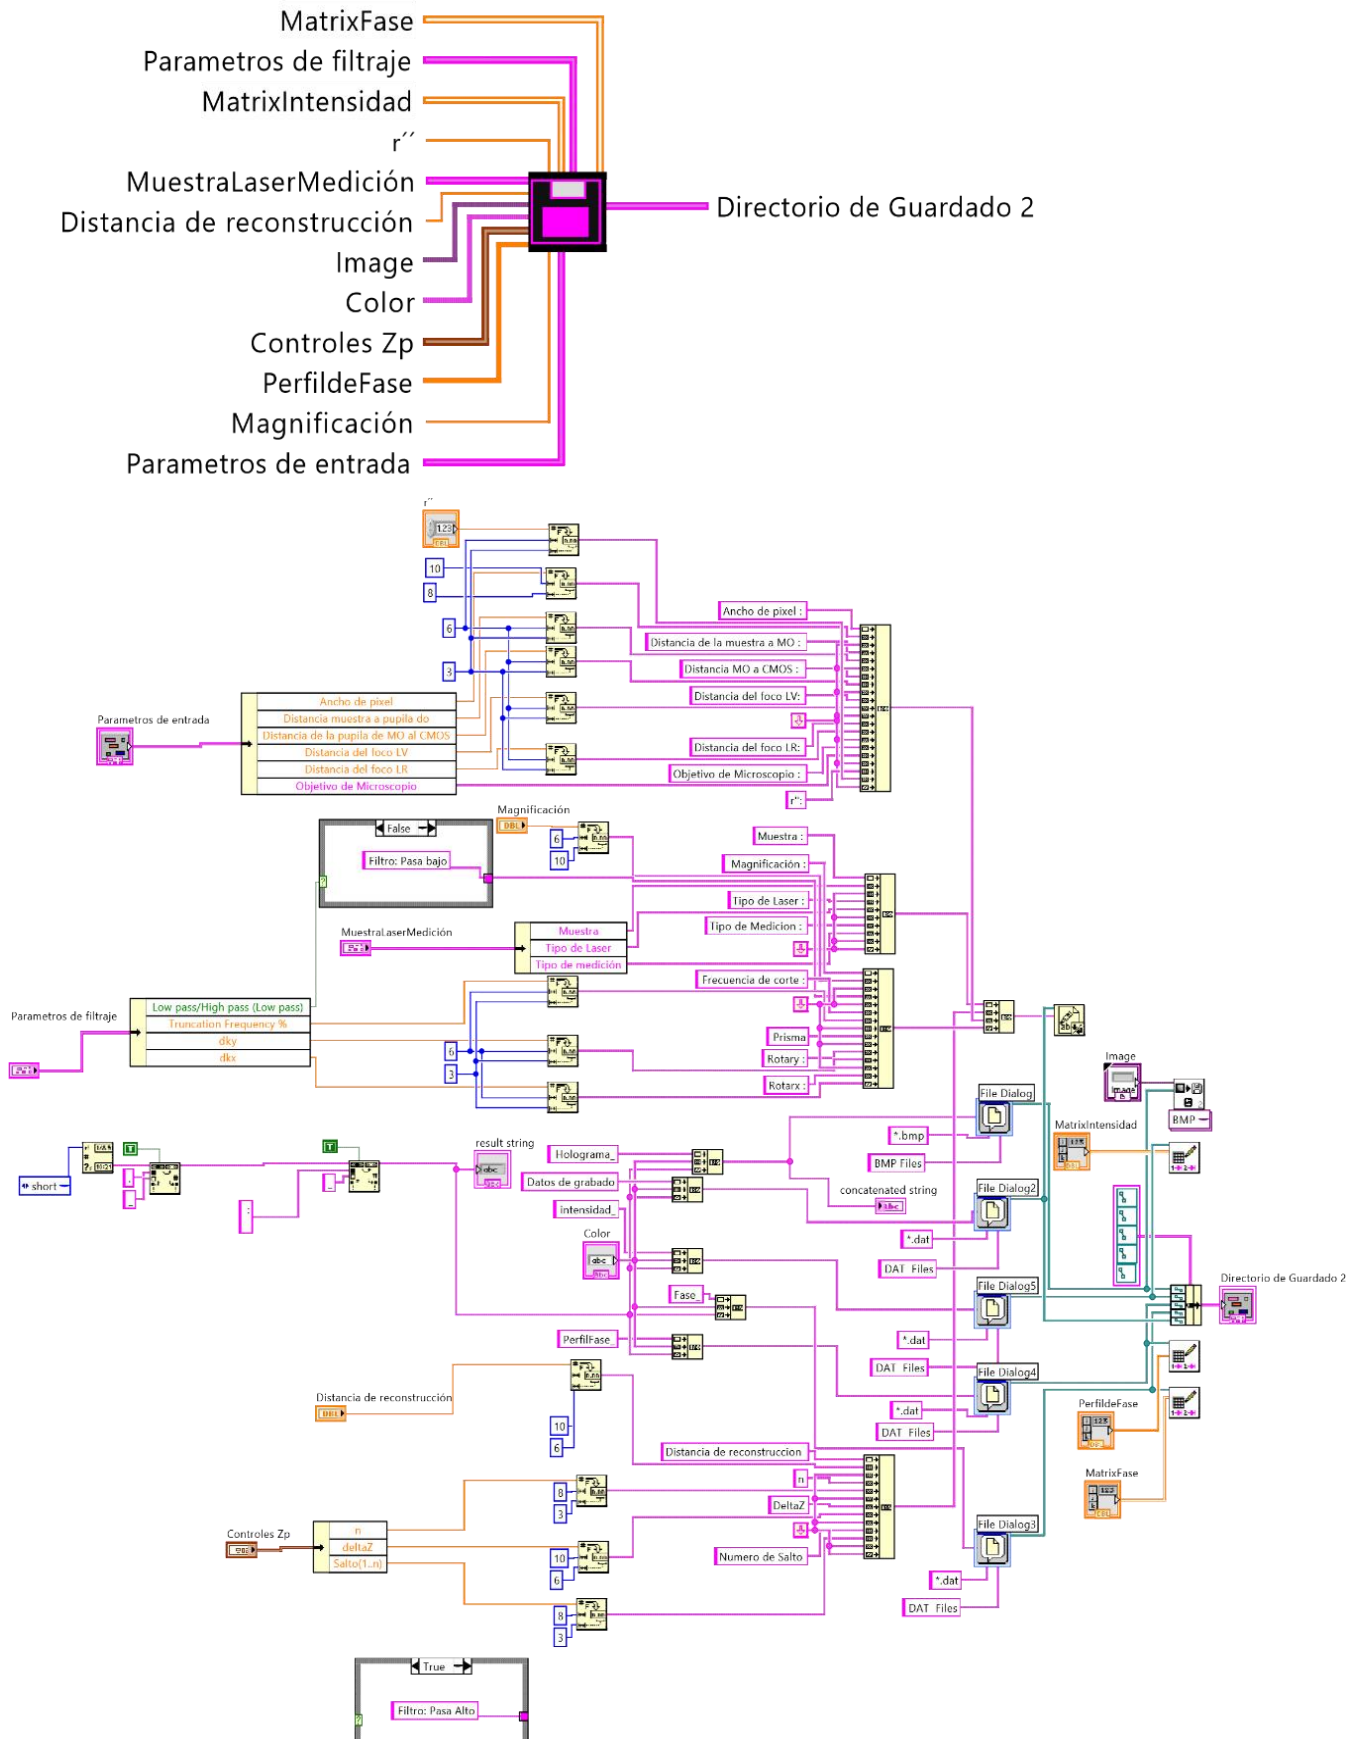 MatrixFase
Parametros de filtraje
MatrixIntensidad
r´´
MuestraLaserMedición
Distancia de reconstrucción
Directorio de Guardado 2
Image
Color
Controles Zp
PerfildeFase
Magnificación
Parametros de entrada
r´´
10
8
6
3
Ancho de pixel :
Distancia de la muestra a MO :
Distancia MO a CMOS :
Distancia del foco LV:
Distancia del foco LR:
Objetivo de Microscopio :
r":
Parametros de entrada
Ancho de pixel
Distancia muestra a pupila do
Distancia de la pupila de MO al CMOS
Distancia del foco LV
Distancia del foco LR
Objetivo de Microscopio
Magnificación
DBL
6
10
False
Filtro: Pasa bajo
Muestra :
Magnificación :
Tipo de Laser :
Tipo de Medicion :
MuestraLaserMedición
Muestra
Tipo de Laser
Tipo de medición
Frecuencia de corte :
Prisma
Rotary :
Rotarx :
Parametros de filtraje
Low pass/High pass (Low pass)
Truncation Frequency %
dky
dkx
6
3
Image
BMP
MatrixIntensidad
File Dialog
*.bmp
BMP Files
short
T
T
result string
abc
Holograma_
Datos de grabado
intensidad_
Color
abc
Fase_
PerfilFase_
concatenated string
File Dialog2
*.dat
DAT Files
File Dialog5
*.dat
DAT Files
File Dialog4
*.dat
DAT Files
Directorio de Guardado 2
PerfildeFase
MatrixFase
Distancia de reconstrucción
DBL
10
6
Distancia de reconstruccion
n
DeltaZ
Numero de Salto
8
3
Controles Zp
n
deltaZ
Salto(1..n)
10
6
8
3
File Dialog3
*.dat
DAT Files
True
Filtro: Pasa Alto